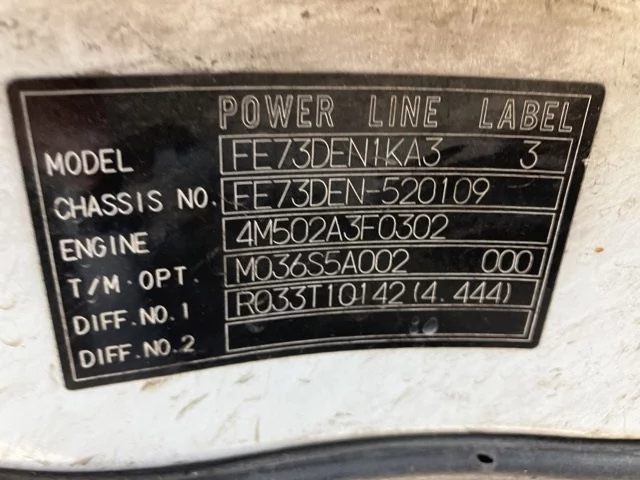 POWER LINE LABEL
MODEL FE73DEN1KA3 3
CHASSIS NO. FE73DEN-520109
ENGINE 4M502A3F0302
T/M·OPT. M036S5A002 000
DIFF.NO.1 R033T10142(4.444)
DIFF.NO.2